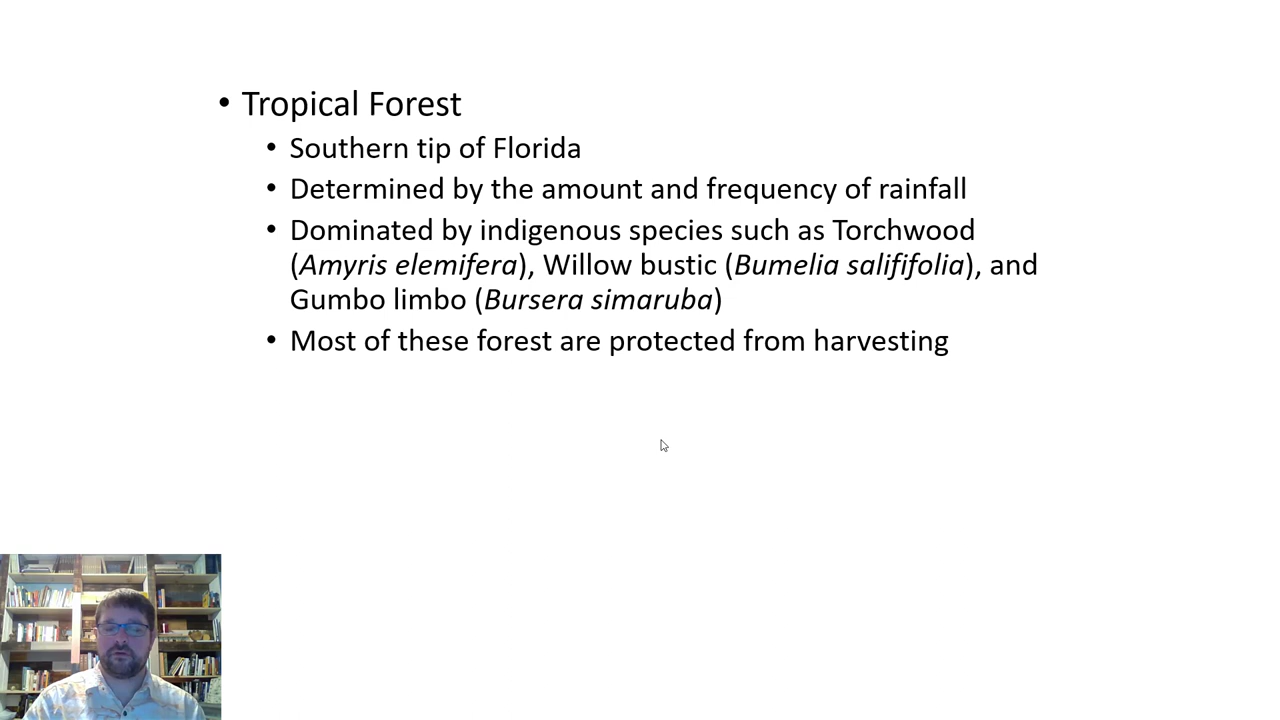 • Tropical Forest
• Southern tip of Florida
• Determined by the amount and frequency of rainfall
• Dominated by indigenous species such as Torchwood
(Amyris elemifera), Willow bustic (Bumelia salififolia), and
Gumbo limbo (Bursera simaruba)
• Most of these forest are protected from harvesting